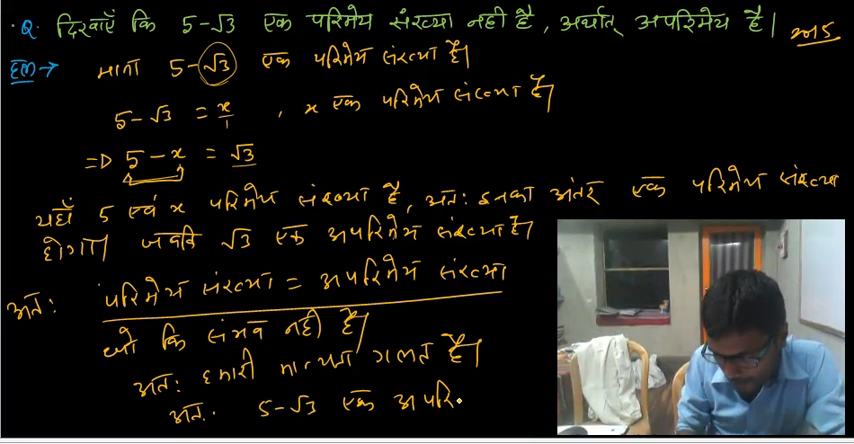 Q. दिखाएँ कि 5-√3 एक परिमेय संख्या नहीं है, अर्थात् अपरिमेय है। 2015
हल→ माना 5-√3 एक परिमेय संख्या है।
5-√3 = x/1 , x एक परिमेय संख्या है।
=> 5 - x = √3
यहाँ 5 एवं x परिमेय संख्या है, अतः इनका अंतर एक परिमेय संख्या
होगा। जबकि √3 एक अपरिमेय संख्या है।
अतः परिमेय संख्या = अपरिमेय संख्या
जो कि संभव नहीं है।
अतः हमारी मान्यता गलत है।
अतः 5-√3 एक अपरि